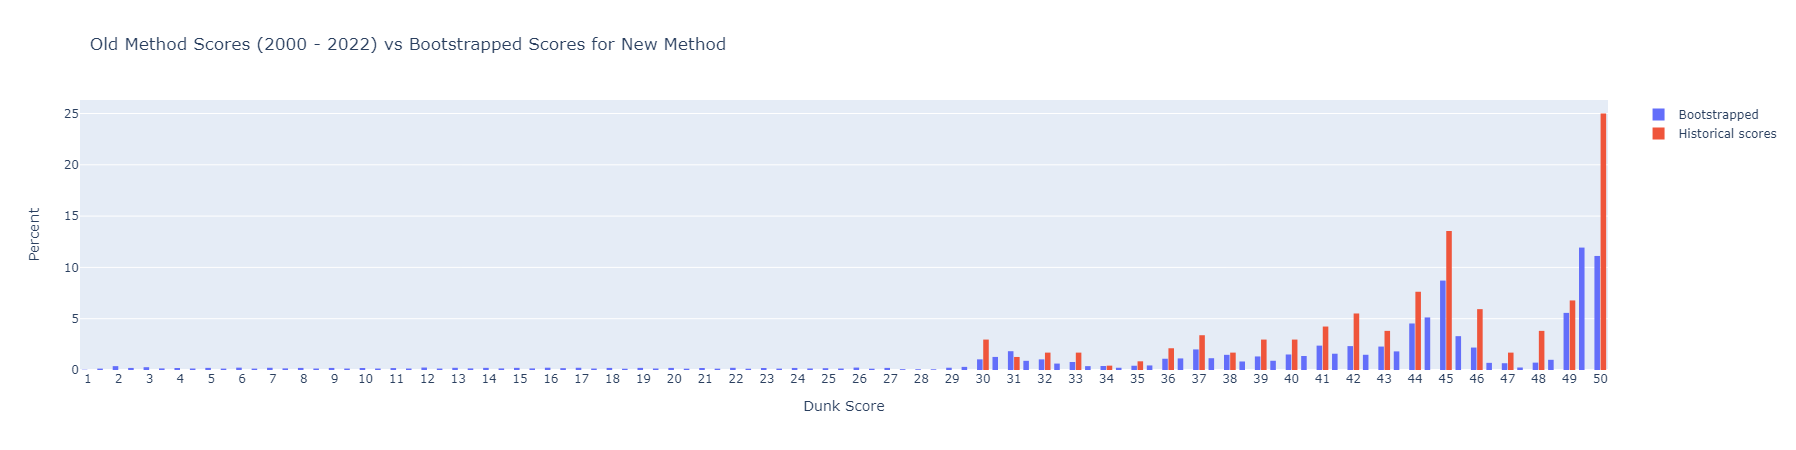 Old Method Scores (2000 - 2022) vs Bootstrapped Scores for New Method
Bootstrapped
Historical scores
25
20
15
10
5
0
Percent
1 2 3 4 5 6 7 8 9 10 11 12 13 14 15 16 17 18 19 20 21 22 23 24 25 26 27 28 29 30 31 32 33 34 35 36 37 38 39 40 41 42 43 44 45 46 47 48 49 50
Dunk Score